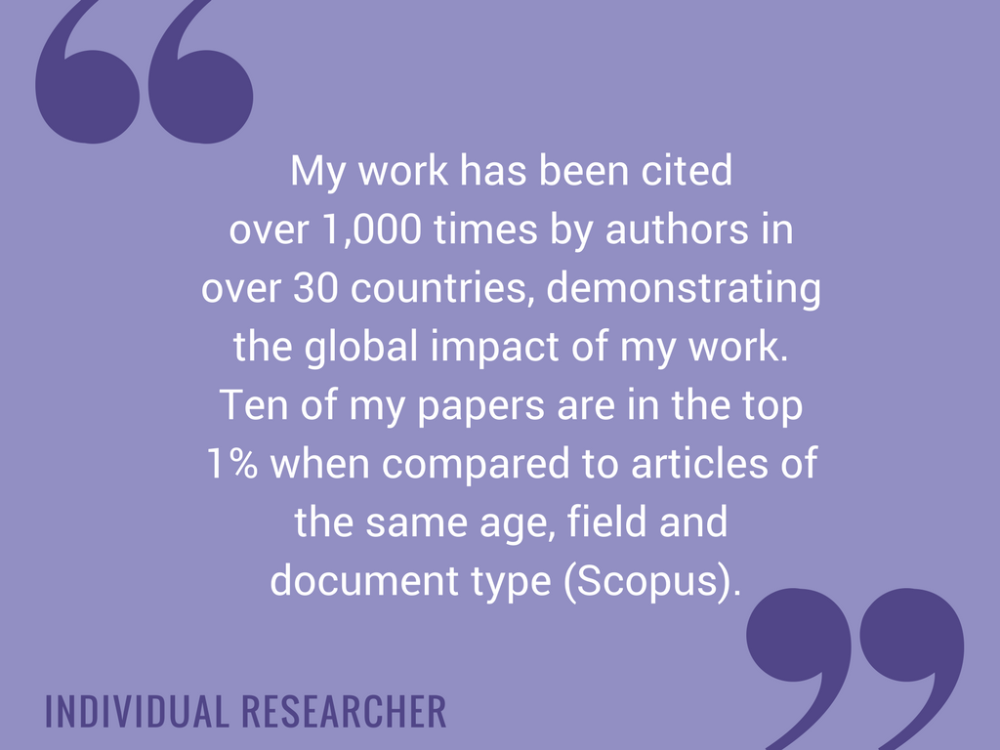 My work has been cited
over 1,000 times by authors in
over 30 countries, demonstrating
the global impact of my work.
Ten of my papers are in the top
1% when compared to articles of
the same age, field and
document type (Scopus).
INDIVIDUAL RESEARCHER